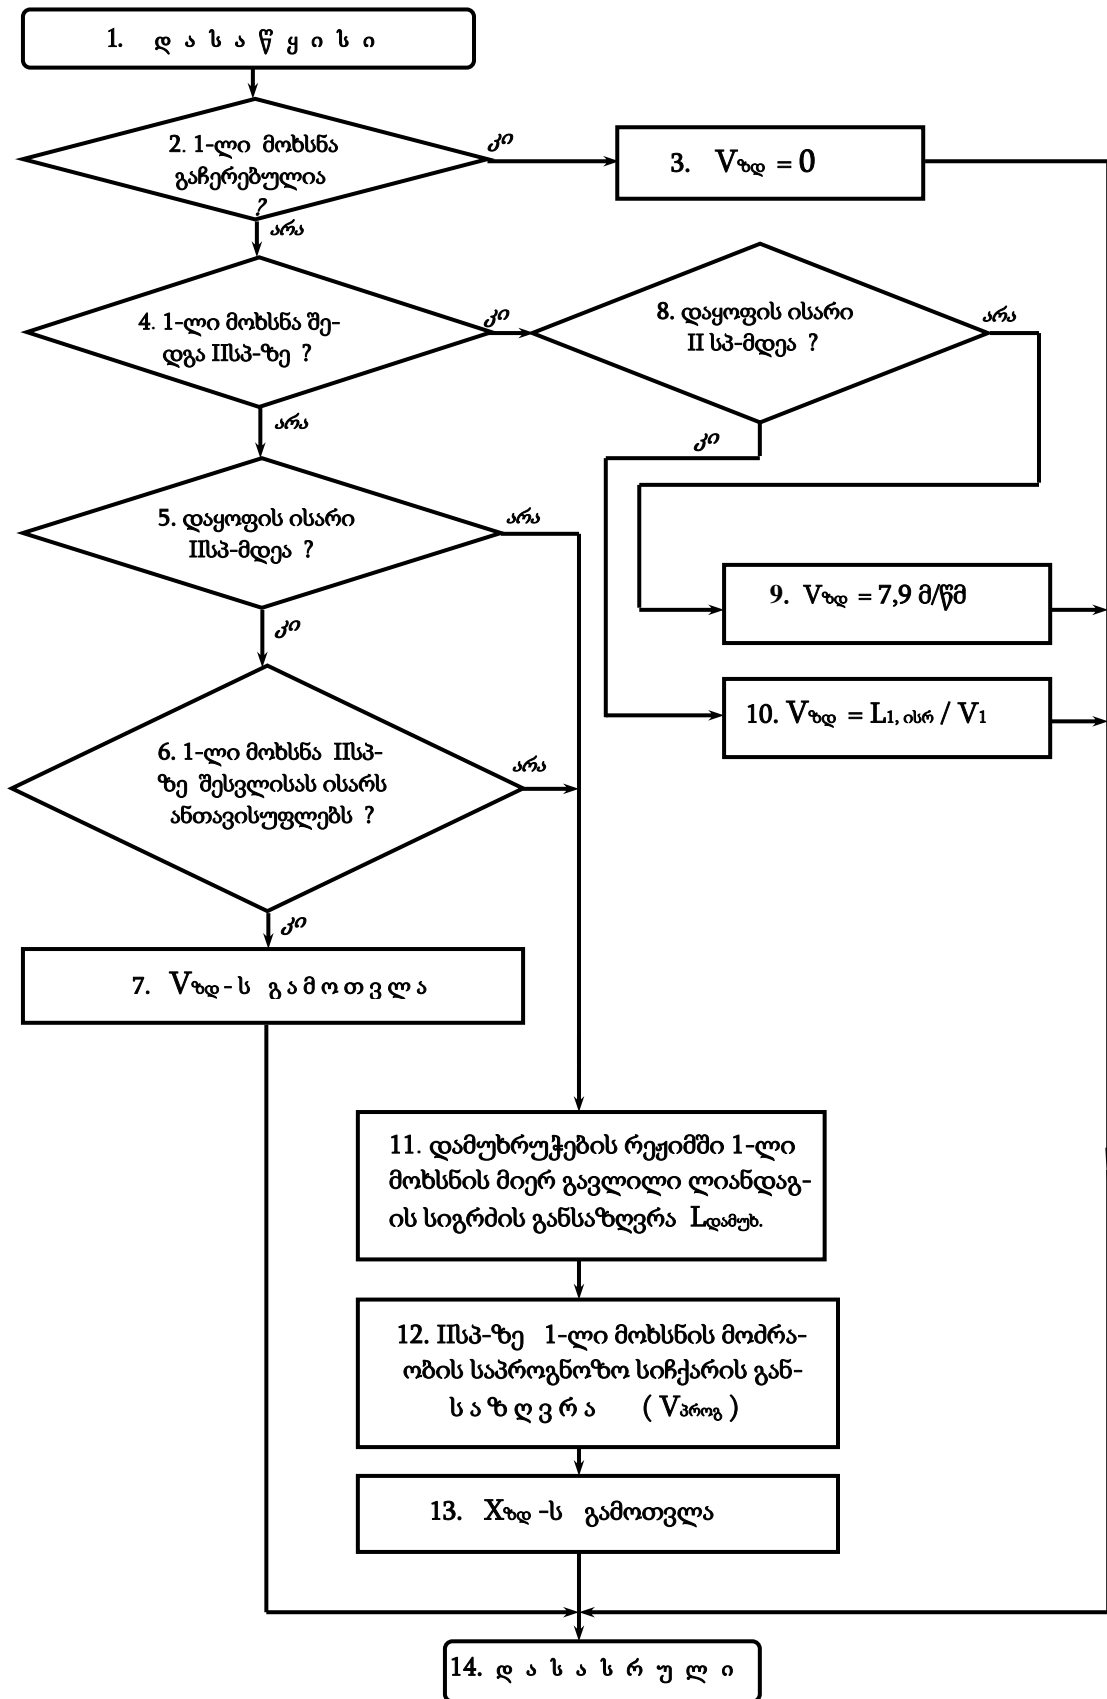 1. დ ა ს ა წ ყ ი ს ი
2. 1-ლი მოხსნა
გაჩერებულია
?
კი
3. Vზდ = 0
არა
4. 1-ლი მოხსნა შე-
დგა IIსპ-ზე ?
კი
8. დაყოფის ისარი
II სპ-მდეა ?
არა
არა
კი
5. დაყოფის ისარი
IIსპ-მდეა ?
არა
კი
9. Vზდ = 7,9 მ/წმ
10. Vზდ = L1, ისრ / V1
6. 1-ლი მოხსნა IIსპ-
ზე შესვლისას ისარს
ანთავისუფლებს ?
არა
კი
7. Vზდ - ს გ ა მ ო თ ვ ლ ა
11. დამუხრუჭების რეჟიმში 1-ლი
მოხსნის მიერ გავლილი ლიანდაგ-
ის სიგრძის განსაზღვრა Lდამუხ.
12. IIსპ-ზე 1-ლი მოხსნის მოძრა-
ობის საპროგნოზო სიჩქარის გან-
ს ა ზ ღ ვ რ ა ( Vპროგ )
13. Xზდ -ს გამოთვლა
14. დ ა ს ა ს რ უ ლ ი